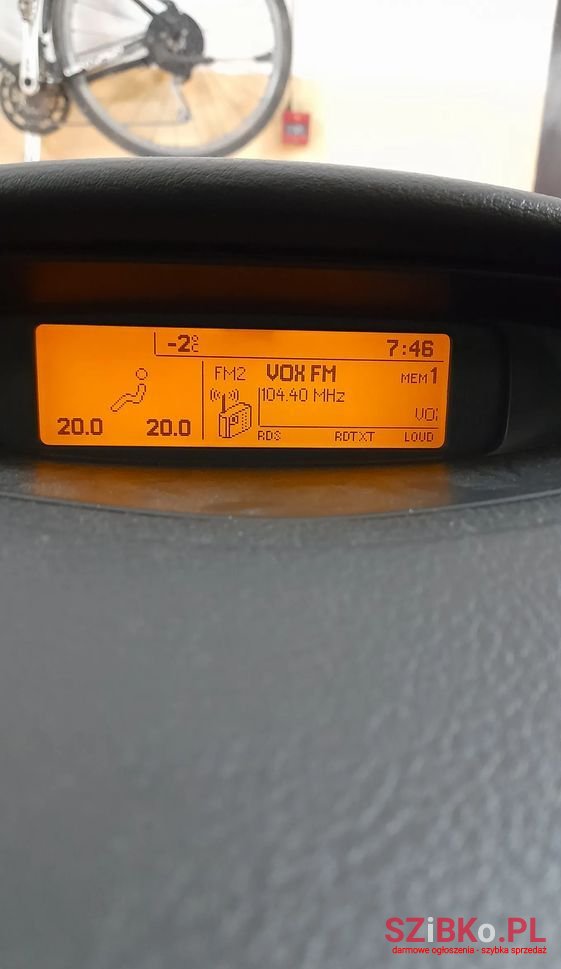 -2°C 7:46
FM2 VOX FM MEM1
104.40 MHz
20.0 20.0
RDS RDTXT LOUD
SZiBKo.PL
darmowe ogłoszenia - szybka sprzedaż